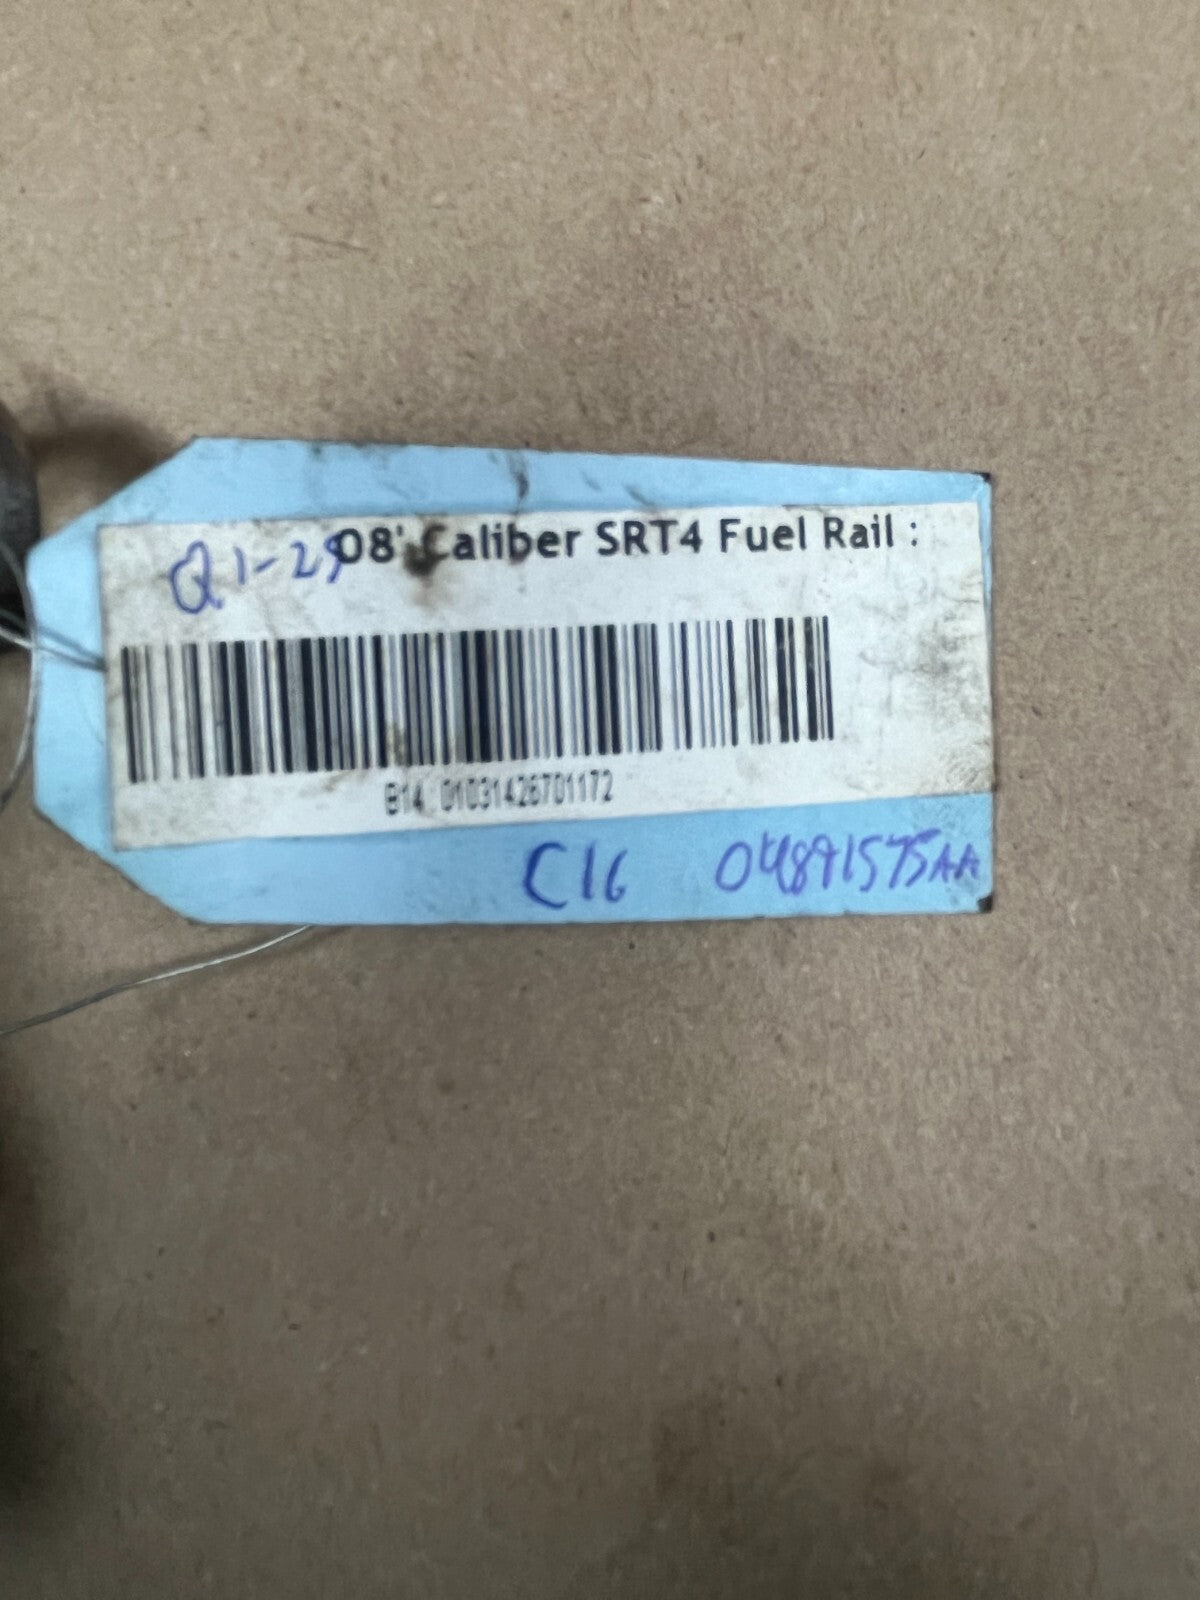 08' Caliber SRT4 Fuel Rail :
Q1-29
B14 01031426701172
C16 04891575AA